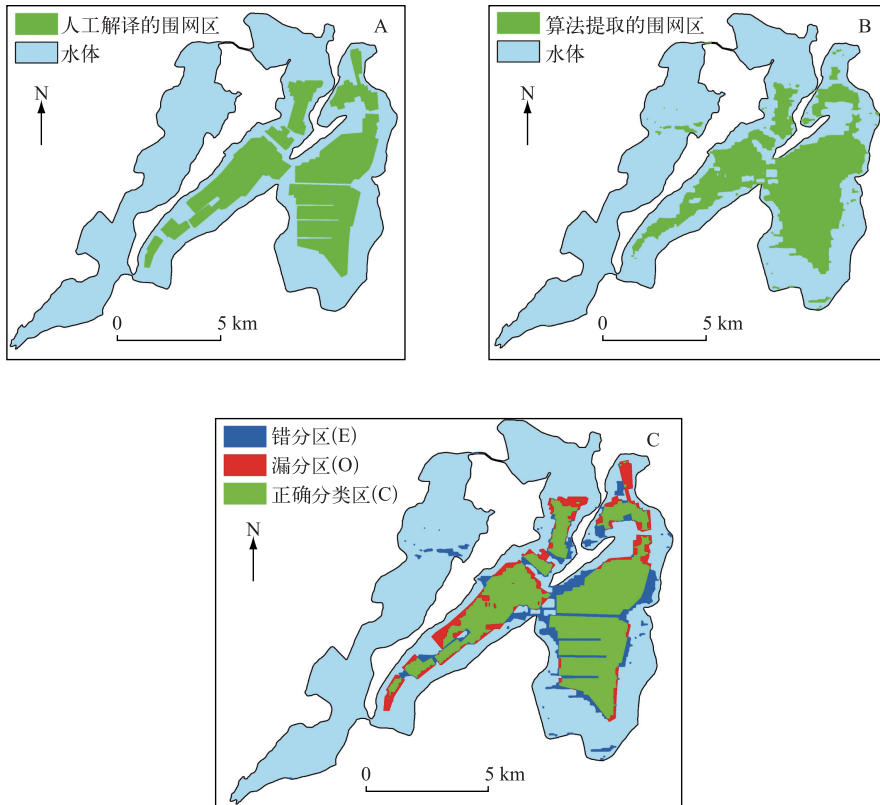 人工解译的围网区
A
水体
N
0 5 km
算法提取的围网区
B
水体
N
0 5 km
错分区(E)
C
漏分区(O)
正确分类区(C)
N
0 5 km